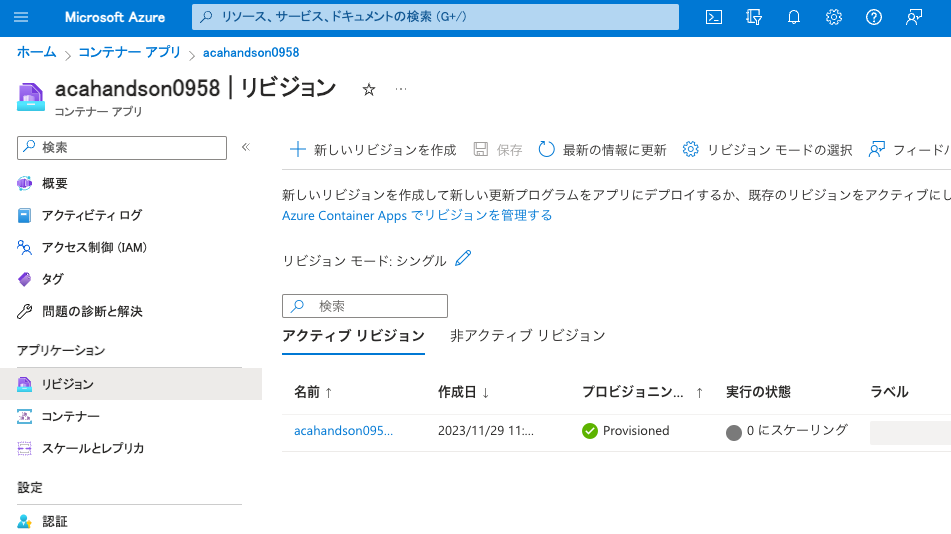 Microsoft Azure
リソース、サービス、ドキュメントの検索 (G+/)
ホーム > コンテナー アプリ > acahandson0958
acahandson0958 | リビジョン
コンテナー アプリ
検索
概要
アクティビティ ログ
アクセス制御 (IAM)
タグ
問題の診断と解決
アプリケーション
リビジョン
コンテナー
スケールとレプリカ
設定
認証
新しいリビジョンを作成 保存 最新の情報に更新 リビジョン モードの選択 フィードバ
新しいリビジョンを作成して新しい更新プログラムをアプリにデプロイするか、既存のリビジョンをアクティブにし
Azure Container Apps でリビジョンを管理する
リビジョン モード: シングル
検索
アクティブ リビジョン 非アクティブ リビジョン
名前 ↑ 作成日 ↓ プロビジョニン... ↑ 実行の状態 ラベル
acahandson095... 2023/11/29 11:... Provisioned 0 にスケーリング